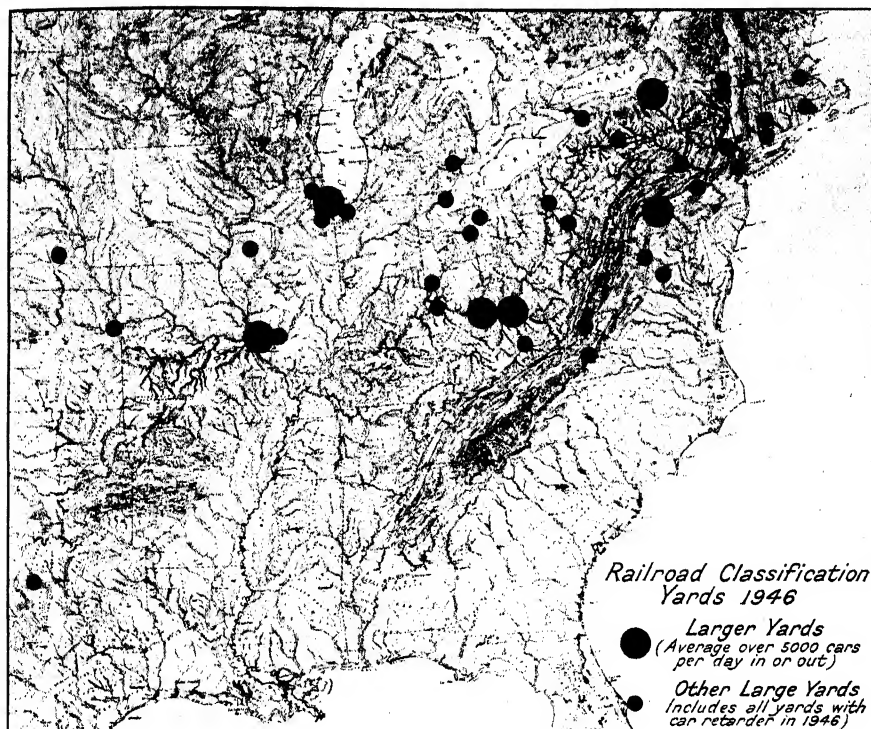 Railroad Classification
Yards 1946
Larger Yards
(Average over 5000 cars
per day in or out)
Other Large Yards
(Includes all yards with
car retarder in 1946)